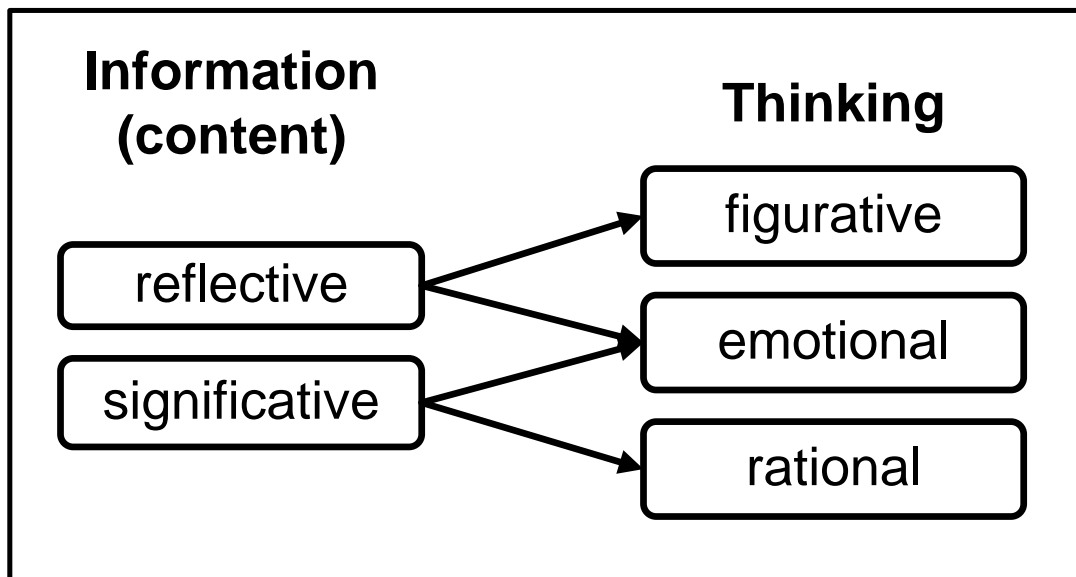 Information
(content)
Thinking
reflective
significative
figurative
emotional
rational